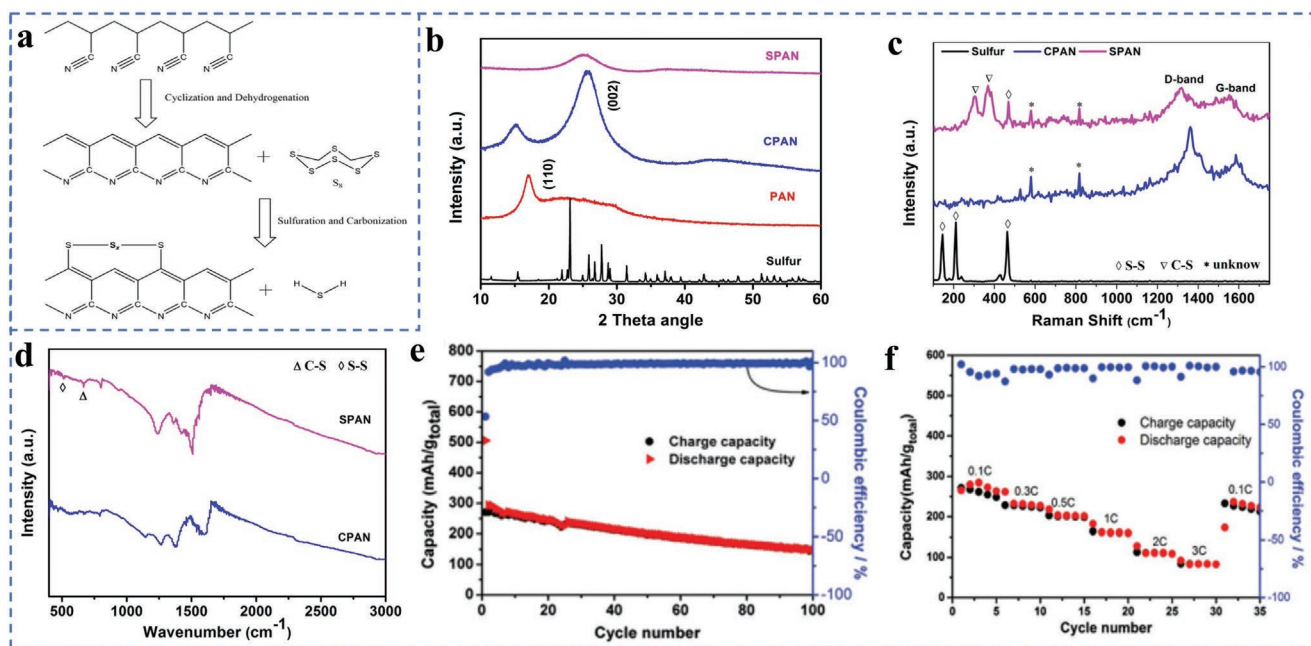 a
N N N N
Cyclization and Dehydrogenation
C C C C
N N N N
+
S S S S S S
S₈
Sulfuration and Carbonization
S Sₓ S
C C C C
N N N N
+
H H
S
b
SPAN
(002)
CPAN
(110)
PAN
Sulfur
Intensity (a.u.)
10 20 30 40 50 60
2 Theta angle
c
Sulfur CPAN SPAN
D-band
G-band
◊ S-S ▽ C-S * unknow
Intensity (a.u.)
200 400 600 800 1000 1200 1400 1600
Raman Shift (cm⁻¹)
d
Δ C-S ◊ S-S
SPAN
CPAN
Intensity (a.u.)
500 1000 1500 2000 2500 3000
Wavenumber (cm⁻¹)
e
800
750
700
600
500
400
300
200
100
0
Capacity (mAh/g_total)
Charge capacity
Discharge capacity
100
50
0
-50
-100
Coulombic efficiency / %
0 20 40 60 80 100
Cycle number
f
600
500
400
300
200
100
0
Capacity(mAh/g_total)
Charge capacity
Discharge capacity
0.1C
0.3C
0.5C
1C
2C
3C
0.1C
100
50
0
-50
-100
Coulombic efficiency / %
0 5 10 15 20 25 30 35
Cycle number